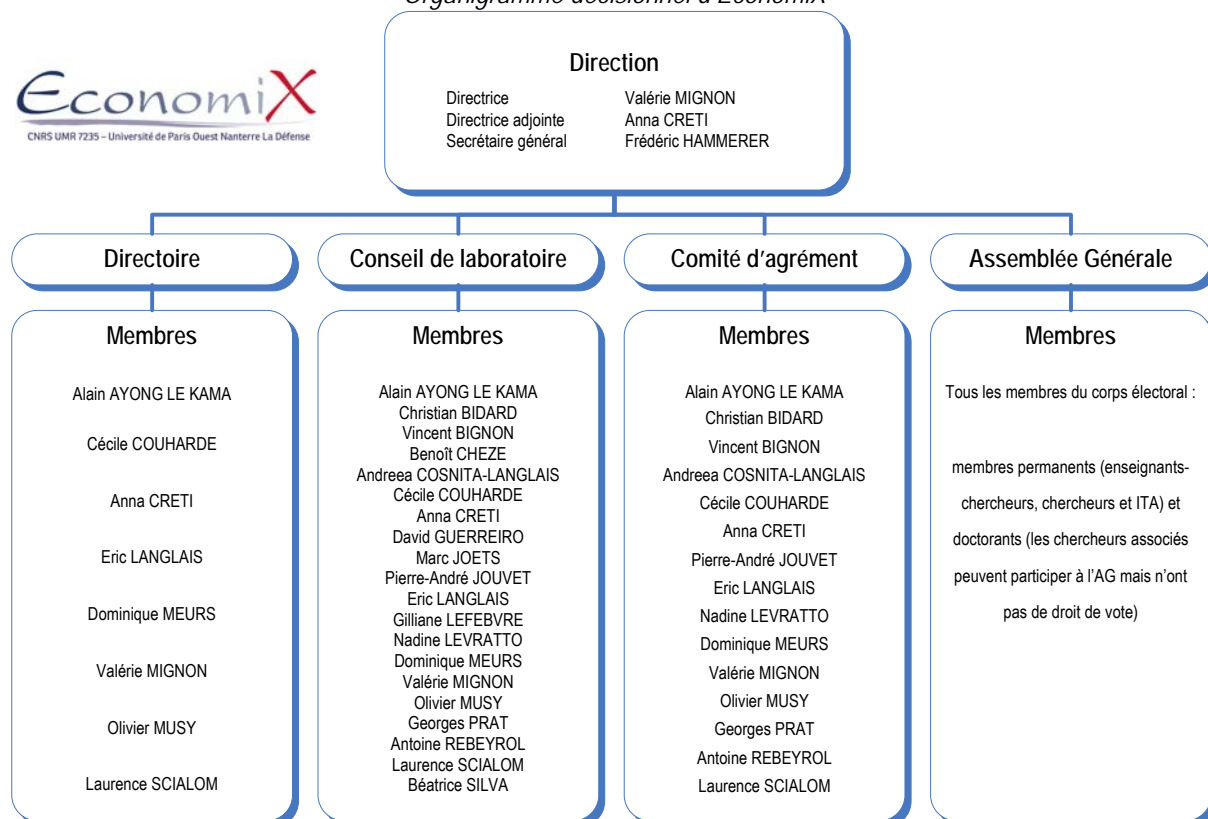 Organigramme décisionnel d'EconomiX
EconomiX
CNRS UMR 7235 – Université de Paris Ouest Nanterre La Défense
Direction
Directrice Valérie MIGNON
Directrice adjointe Anna CRETI
Secrétaire général Frédéric HAMMERER
Directoire
Membres
Alain AYONG LE KAMA
Cécile COUHARDE
Anna CRETI
Eric LANGLAIS
Dominique MEURS
Valérie MIGNON
Olivier MUSY
Laurence SCIALOM
Conseil de laboratoire
Membres
Alain AYONG LE KAMA
Christian BIDARD
Vincent BIGNON
Benoît CHEZE
Andreea COSNITA-LANGLAIS
Cécile COUHARDE
Anna CRETI
David GUERREIRO
Marc JOETS
Pierre-André JOUVET
Eric LANGLAIS
Gilliane LEFEBVRE
Nadine LEVRATTO
Dominique MEURS
Valérie MIGNON
Olivier MUSY
Georges PRAT
Antoine REBEYROL
Laurence SCIALOM
Béatrice SILVA
Comité d'agrément
Membres
Alain AYONG LE KAMA
Christian BIDARD
Vincent BIGNON
Andreea COSNITA-LANGLAIS
Cécile COUHARDE
Anna CRETI
Pierre-André JOUVET
Eric LANGLAIS
Nadine LEVRATTO
Dominique MEURS
Valérie MIGNON
Olivier MUSY
Georges PRAT
Antoine REBEYROL
Laurence SCIALOM
Assemblée Générale
Membres
Tous les membres du corps électoral :
membres permanents (enseignants-
chercheurs, chercheurs et ITA) et
doctorants (les chercheurs associés
peuvent participer à l'AG mais n'ont
pas de droit de vote)